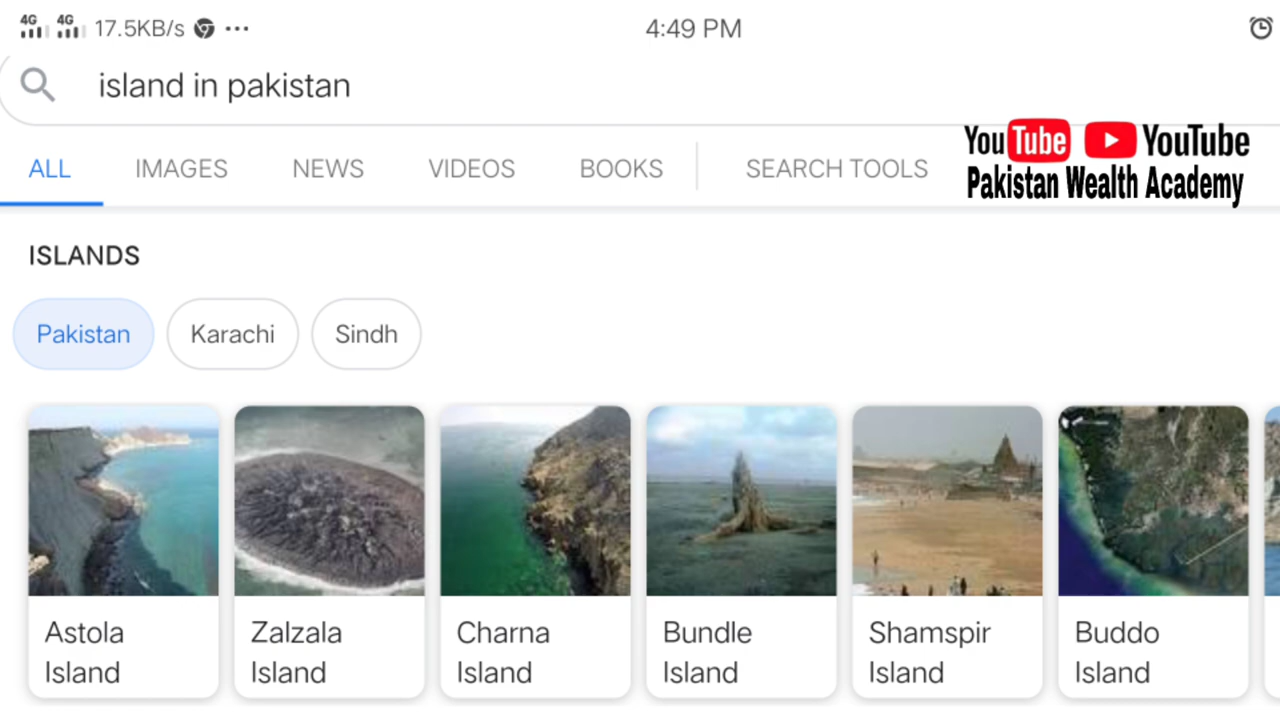 4G 4G 17.5KB/s ... 4:49 PM
island in pakistan
YouTube YouTube
Pakistan Wealth Academy
ALL IMAGES NEWS VIDEOS BOOKS SEARCH TOOLS
ISLANDS
Pakistan Karachi Sindh
Astola
Island
Zalzala
Island
Charna
Island
Bundle
Island
Shamspir
Island
Buddo
Island